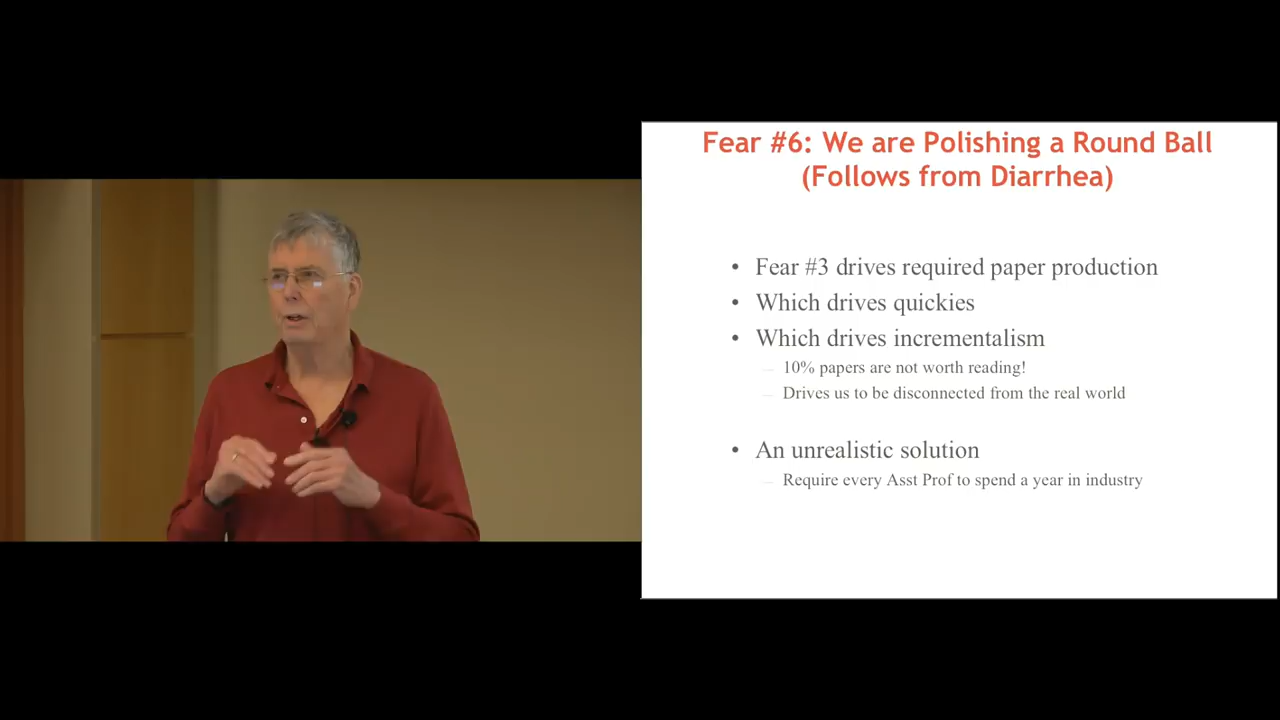 Fear #6: We are Polishing a Round Ball
(Follows from Diarrhea)
• Fear #3 drives required paper production
• Which drives quickies
• Which drives incrementalism
– 10% papers are not worth reading!
– Drives us to be disconnected from the real world
• An unrealistic solution
– Require every Asst Prof to spend a year in industry